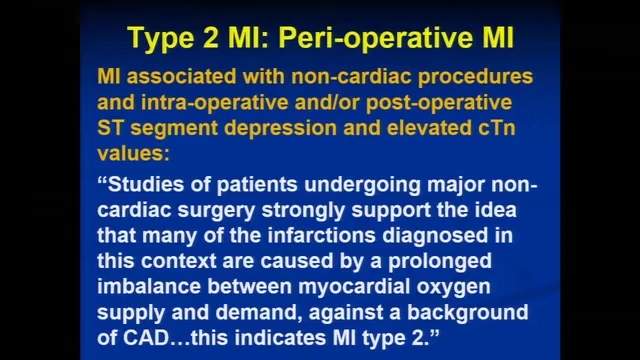 Type 2 MI: Peri-operative MI
MI associated with non-cardiac procedures
and intra-operative and/or post-operative
ST segment depression and elevated cTn
values:
“Studies of patients undergoing major non-
cardiac surgery strongly support the idea
that many of the infarctions diagnosed in
this context are caused by a prolonged
imbalance between myocardial oxygen
supply and demand, against a background
of CAD…this indicates MI type 2.”